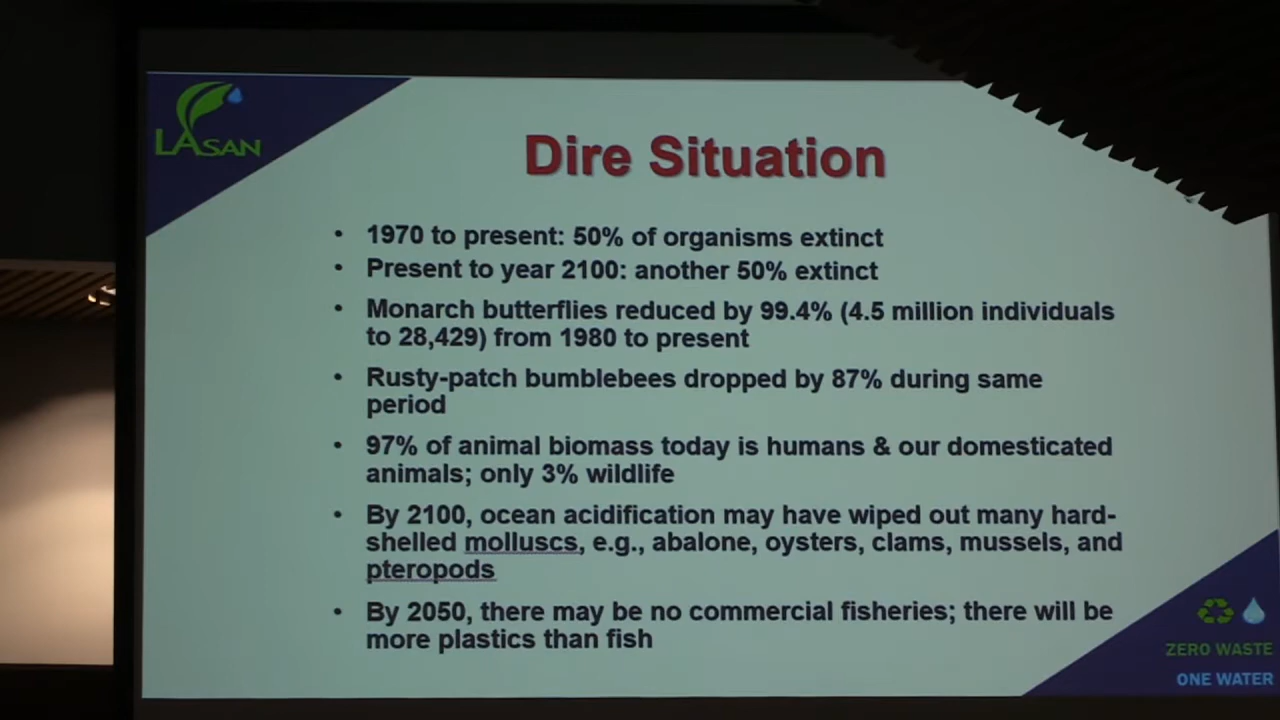 LASAN
Dire Situation
• 1970 to present: 50% of organisms extinct
• Present to year 2100: another 50% extinct
• Monarch butterflies reduced by 99.4% (4.5 million individuals
to 28,429) from 1980 to present
• Rusty-patch bumblebees dropped by 87% during same
period
• 97% of animal biomass today is humans & our domesticated
animals; only 3% wildlife
• By 2100, ocean acidification may have wiped out many hard-
shelled molluscs, e.g., abalone, oysters, clams, mussels, and
pteropods
• By 2050, there may be no commercial fisheries; there will be
more plastics than fish
ZERO WASTE
ONE WATER